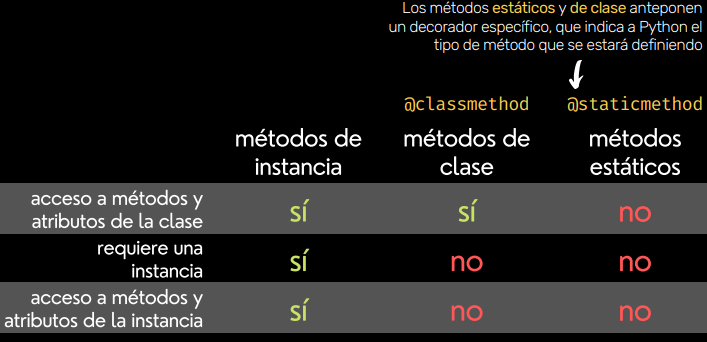 Los métodos estáticos y de clase anteponen
un decorador específico, que indica a Python el
tipo de método que se estará definiendo
@classmethod @staticmethod
métodos de métodos de métodos
instancia clase estáticos
acceso a métodos y
atributos de la clase sí sí no
requiere una
instancia sí no no
acceso a métodos y
atributos de la instancia sí no no